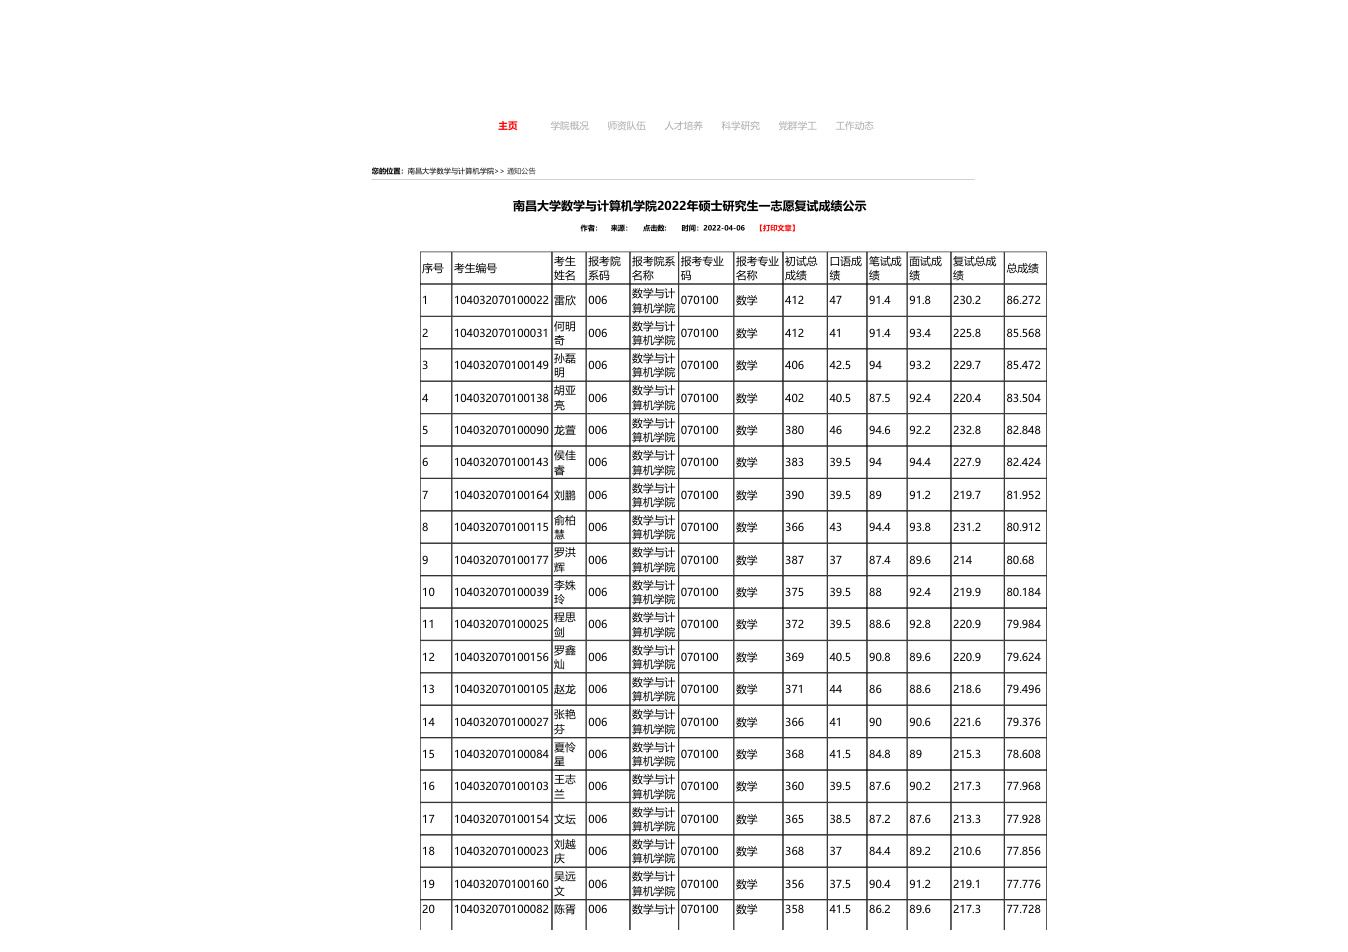 主页 学院概况 师资队伍 人才培养 科学研究 党群学工 工作动态
您的位置：南昌大学数学与计算机学院>> 通知公告
南昌大学数学与计算机学院2022年硕士研究生一志愿复试成绩公示
作者： 来源： 点击数： 时间：2022-04-06 【打印文章】
序号 考生编号 考生姓名 报考院系码 报考院系名称 报考专业码 报考专业名称 初试总成绩 口语成绩 笔试成绩 面试成绩 复试总成绩 总成绩
1 104032070100022 雷欣 006 数学与计算机学院 070100 数学 412 47 91.4 91.8 230.2 86.272
2 104032070100031 何明奇 006 数学与计算机学院 070100 数学 412 41 91.4 93.4 225.8 85.568
3 104032070100149 孙磊明 006 数学与计算机学院 070100 数学 406 42.5 94 93.2 229.7 85.472
4 104032070100138 胡亚亮 006 数学与计算机学院 070100 数学 402 40.5 87.5 92.4 220.4 83.504
5 104032070100090 龙萱 006 数学与计算机学院 070100 数学 380 46 94.6 92.2 232.8 82.848
6 104032070100143 侯佳睿 006 数学与计算机学院 070100 数学 383 39.5 94 94.4 227.9 82.424
7 104032070100164 刘鹏 006 数学与计算机学院 070100 数学 390 39.5 89 91.2 219.7 81.952
8 104032070100115 俞柏慧 006 数学与计算机学院 070100 数学 366 43 94.4 93.8 231.2 80.912
9 104032070100177 罗洪辉 006 数学与计算机学院 070100 数学 387 37 87.4 89.6 214 80.68
10 104032070100039 李姝玲 006 数学与计算机学院 070100 数学 375 39.5 88 92.4 219.9 80.184
11 104032070100025 程思剑 006 数学与计算机学院 070100 数学 372 39.5 88.6 92.8 220.9 79.984
12 104032070100156 罗鑫灿 006 数学与计算机学院 070100 数学 369 40.5 90.8 89.6 220.9 79.624
13 104032070100105 赵龙 006 数学与计算机学院 070100 数学 371 44 86 88.6 218.6 79.496
14 104032070100027 张艳芬 006 数学与计算机学院 070100 数学 366 41 90 90.6 221.6 79.376
15 104032070100084 夏怜星 006 数学与计算机学院 070100 数学 368 41.5 84.8 89 215.3 78.608
16 104032070100103 王志兰 006 数学与计算机学院 070100 数学 360 39.5 87.6 90.2 217.3 77.968
17 104032070100154 文坛 006 数学与计算机学院 070100 数学 365 38.5 87.2 87.6 213.3 77.928
18 104032070100023 刘越庆 006 数学与计算机学院 070100 数学 368 37 84.4 89.2 210.6 77.856
19 104032070100160 吴远文 006 数学与计算机学院 070100 数学 356 37.5 90.4 91.2 219.1 77.776
20 104032070100082 陈胥 006 数学与计 070100 数学 358 41.5 86.2 89.6 217.3 77.728